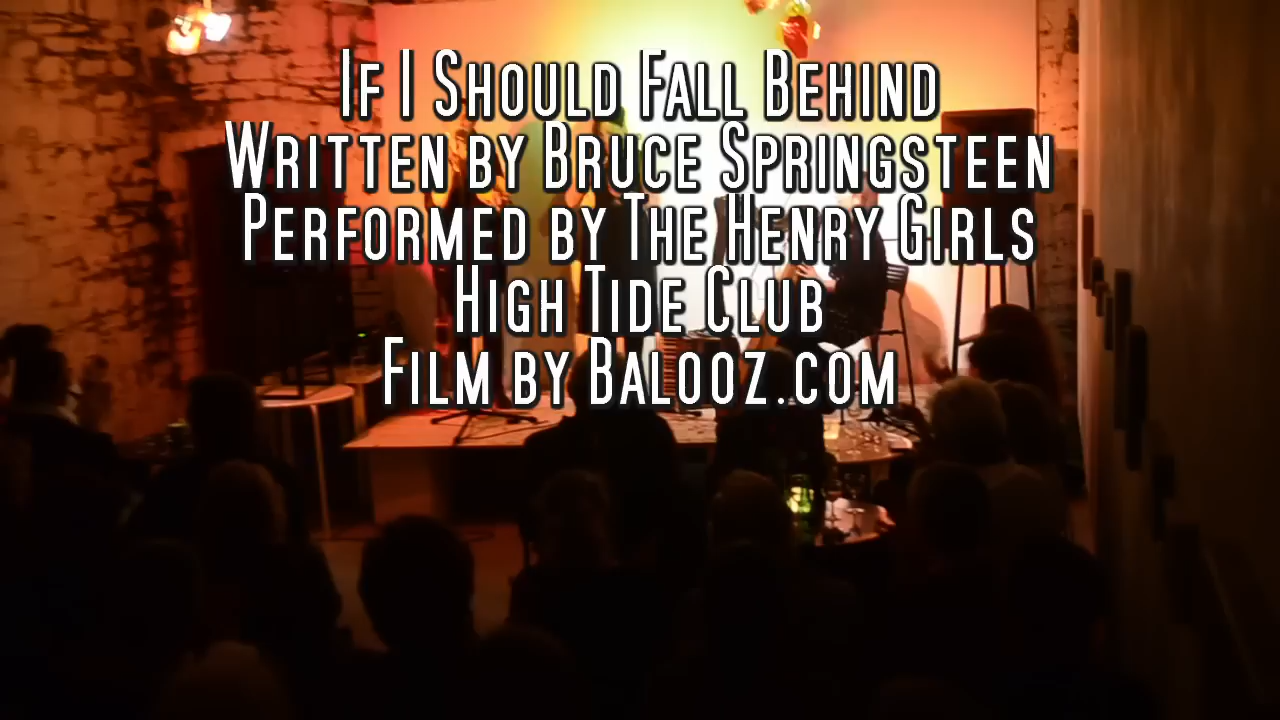 If I Should Fall Behind
Written by Bruce Springsteen
Performed by The Henry Girls
High Tide Club
Film by Balooz.com